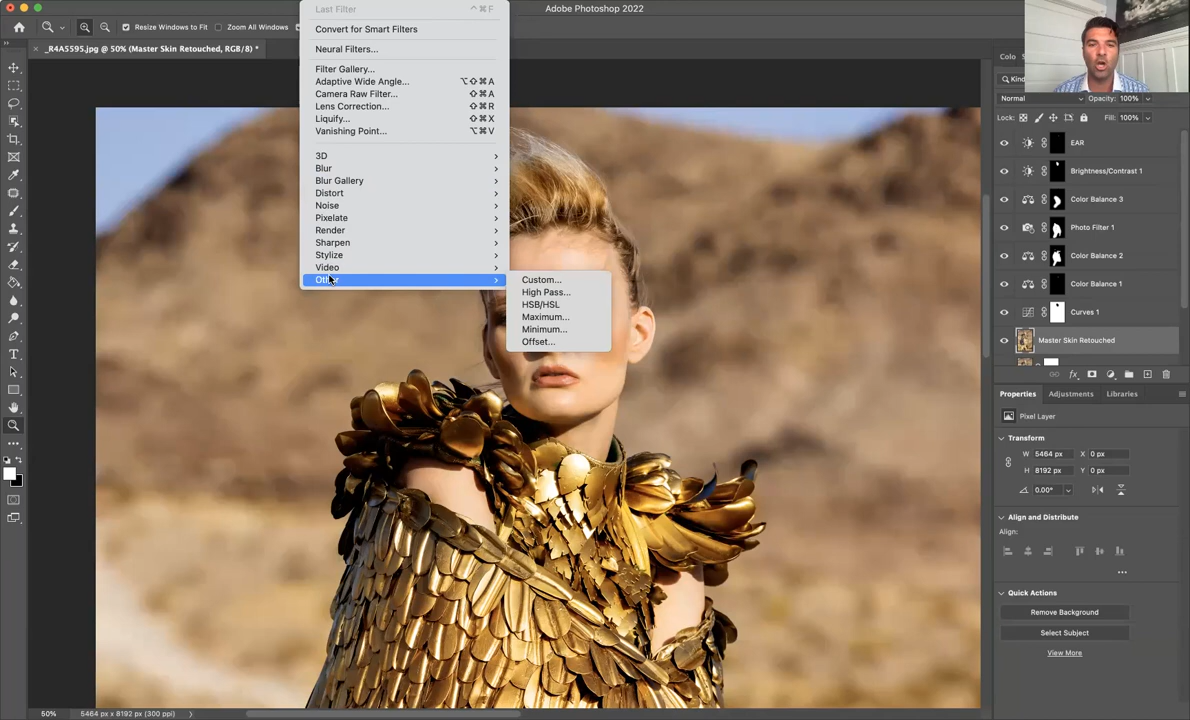 Adobe Photoshop 2022
Resize Windows to Fit
Zoom All Windows
× _R4A5595.jpg @ 50% (Master Skin Retouched, RGB/8) *
Last Filter ^⌘F
Convert for Smart Filters
Neural Filters...
Filter Gallery...
Adaptive Wide Angle... ⌥⇧⌘A
Camera Raw Filter... ⇧⌘A
Lens Correction... ⇧⌘R
Liquify... ⇧⌘X
Vanishing Point... ⌥⌘V
3D
Blur
Blur Gallery
Distort
Noise
Pixelate
Render
Sharpen
Stylize
Video
Other
Custom...
High Pass...
HSB/HSL
Maximum...
Minimum...
Offset...
Colo
Kind
Normal Opacity: 100%
Lock: Fill: 100%
EAR
Brightness/Contrast 1
Color Balance 3
Photo Filter 1
Color Balance 2
Color Balance 1
Curves 1
Master Skin Retouched
fx
Properties Adjustments Libraries
Pixel Layer
Transform
W 5464 px X 0 px
H 8192 px Y 0 px
0.00°
Align and Distribute
Align:
Quick Actions
Remove Background
Select Subject
View More
50% 5464 px x 8192 px (300 ppi)